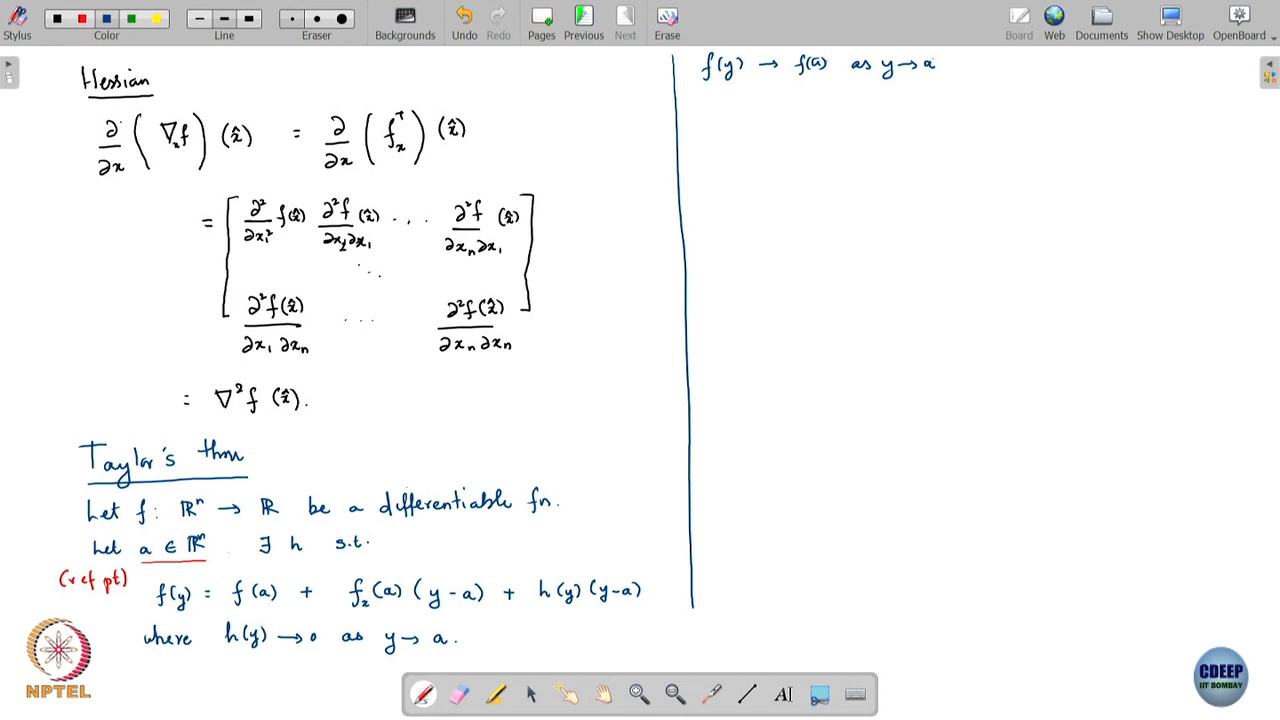 Stylus Color Line Eraser Backgrounds Undo Redo Pages Previous Next Erase Board Web Documents Show Desktop OpenBoard
Hessian
∂/∂x (∇ₓf)(x̂) = ∂/∂x (fₓᵀ)(x̂)
= [ ∂²/∂x₁² f(x̂) ∂²f/∂x₂∂x₁ (x̂) . . . ∂²f/∂xₙ∂x₁ (x̂)
. . .
∂²f(x̂)/∂x₁∂xₙ . . . ∂²f(x̂)/∂xₙ∂xₙ ]
= ∇²f (x̂).
Taylor's thm
Let f: ℝⁿ → ℝ be a differentiable fn.
Let a ∈ ℝⁿ. ∃ h s.t.
(ref pt) f(y) = f(a) + fₓ(a)(y-a) + h(y)(y-a)
where h(y) → 0 as y → a.
f(y) → f(a) as y → a
NPTEL
CDEEP
IIT BOMBAY